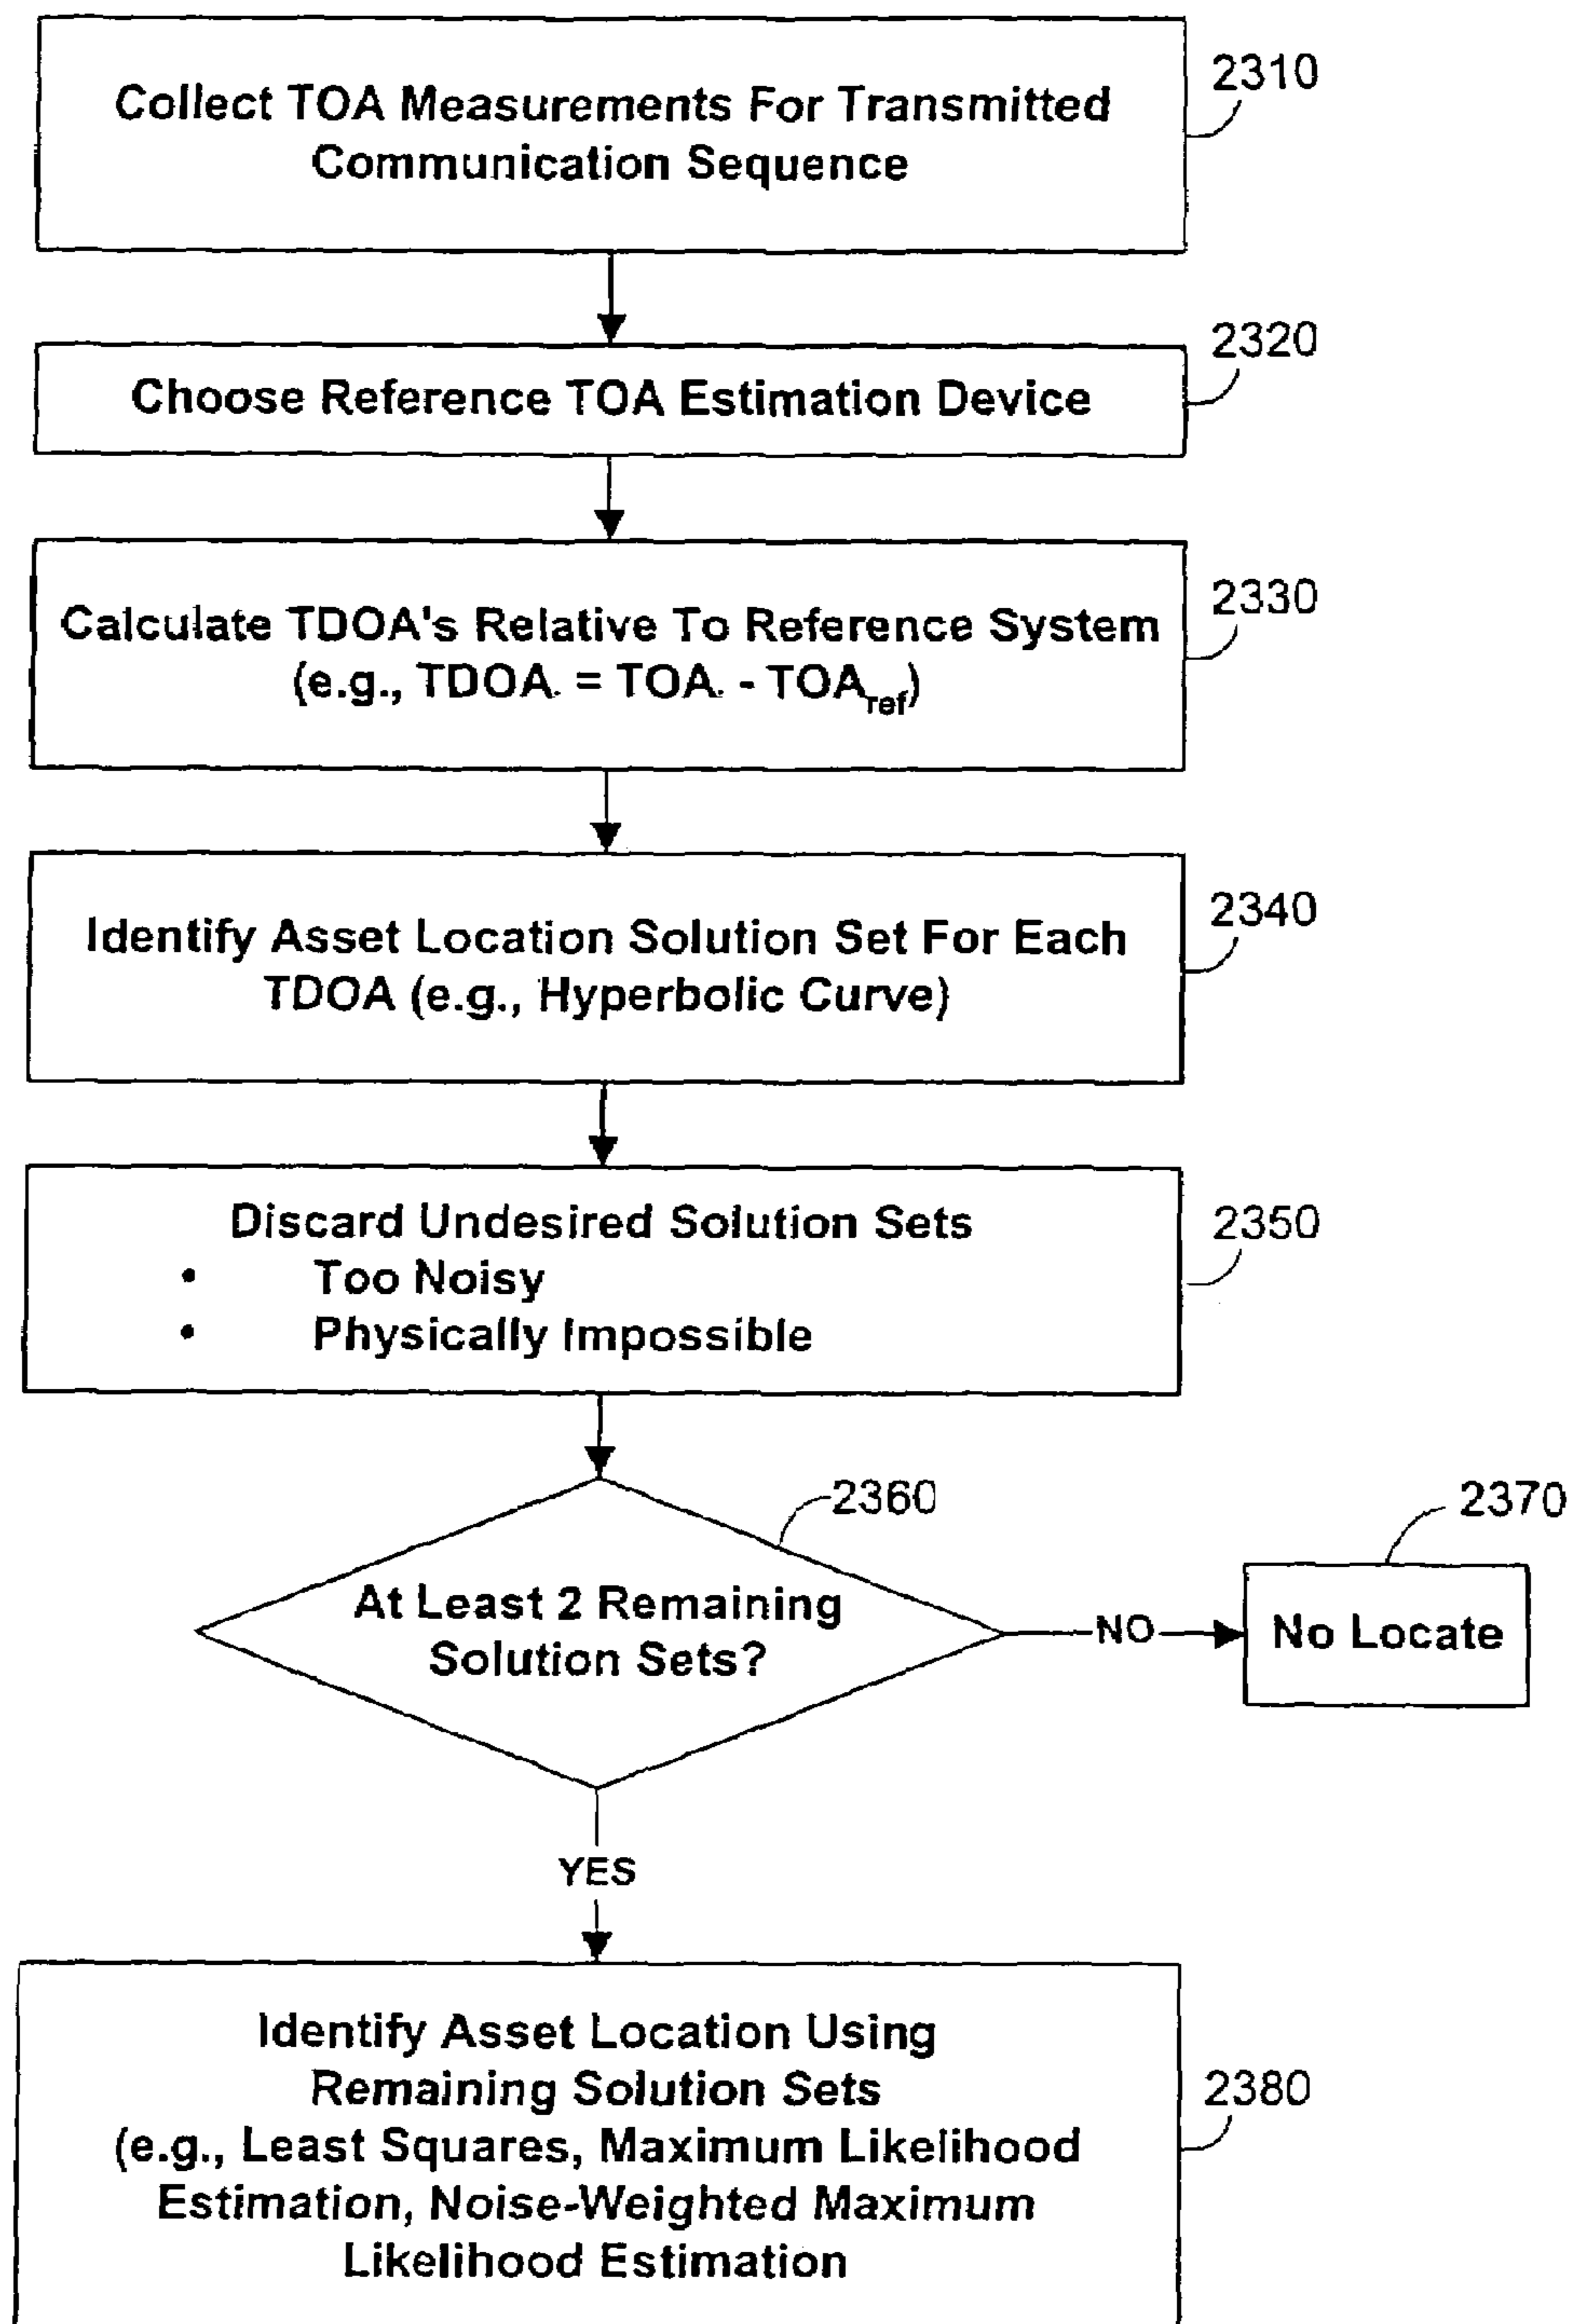 Collect TOA Measurements For Transmitted
Communication Sequence
2310
Choose Reference TOA Estimation Device
2320
Calculate TDOA's Relative To Reference System
(e.g., TDOA. = TOA. - TOAref)
2330
Identify Asset Location Solution Set For Each
TDOA (e.g., Hyperbolic Curve)
2340
Discard Undesired Solution Sets
• Too Noisy
• Physically Impossible
2350
2360
At Least 2 Remaining
Solution Sets?
NO
2370
No Locate
YES
Identify Asset Location Using
Remaining Solution Sets
(e.g., Least Squares, Maximum Likelihood
Estimation, Noise-Weighted Maximum
Likelihood Estimation
2380